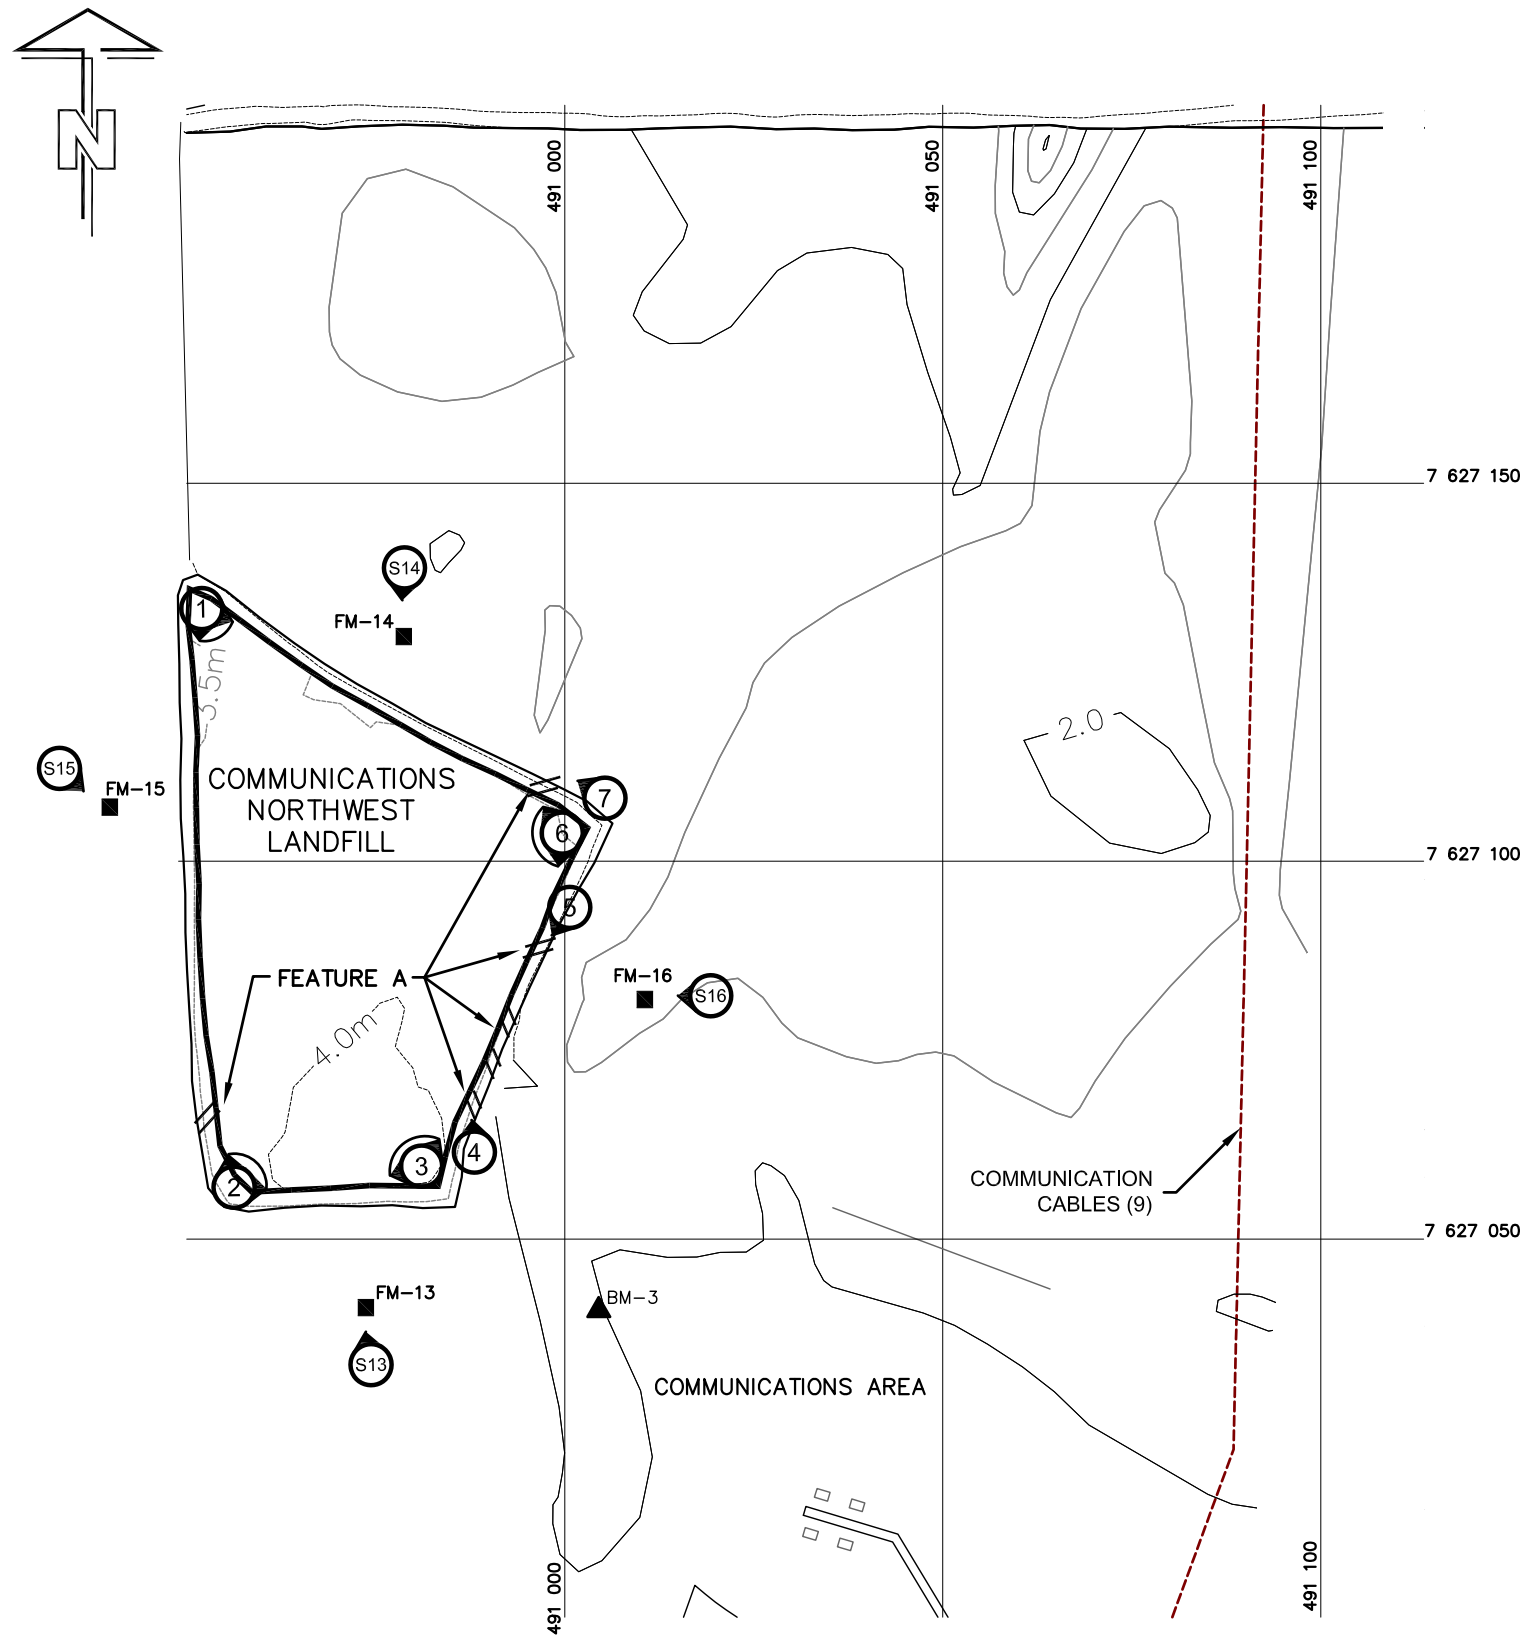 N
491 000
491 050
491 100
7 627 150
S14
FM-14
1
3.5m
2.0
S15
FM-15
COMMUNICATIONS
NORTHWEST
LANDFILL
7
6
7 627 100
5
FEATURE A
FM-16
S16
4.0m
4
3
2
COMMUNICATION
CABLES (9)
7 627 050
FM-13
BM-3
S13
COMMUNICATIONS AREA
491 000
491 100